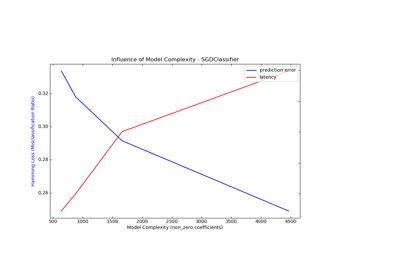 Influence of Model Complexity - SGDClassifier
prediction error
latency
Hamming Loss (Misclassification Ratio)
0.32
0.30
0.28
0.26
500 1000 1500 2000 2500 3000 3500 4000 4500
Model Complexity (non_zero coefficients)